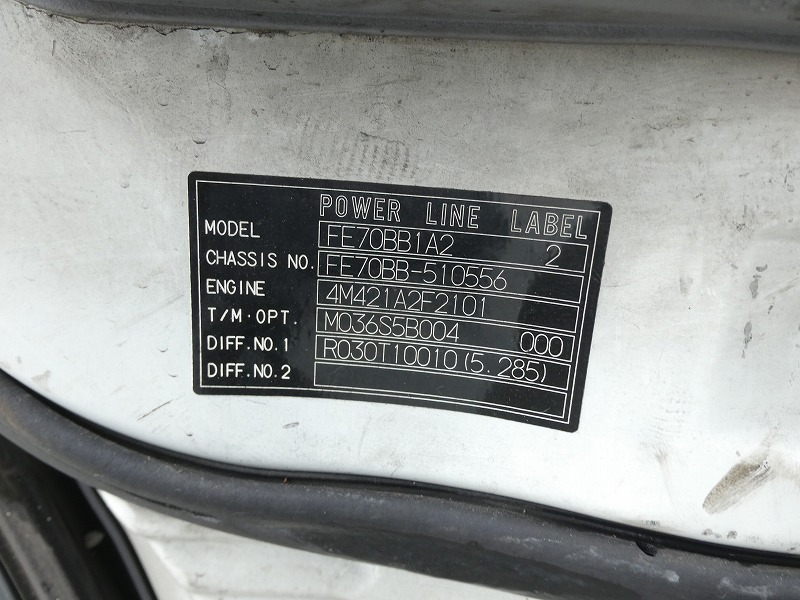 POWER LINE LABEL
MODEL FE70BB1A2 2
CHASSIS NO. FE70BB-510556
ENGINE 4M421A2F2101
T/M·OPT. M036S5B004 000
DIFF.NO.1 R030T10010(5.285)
DIFF.NO.2